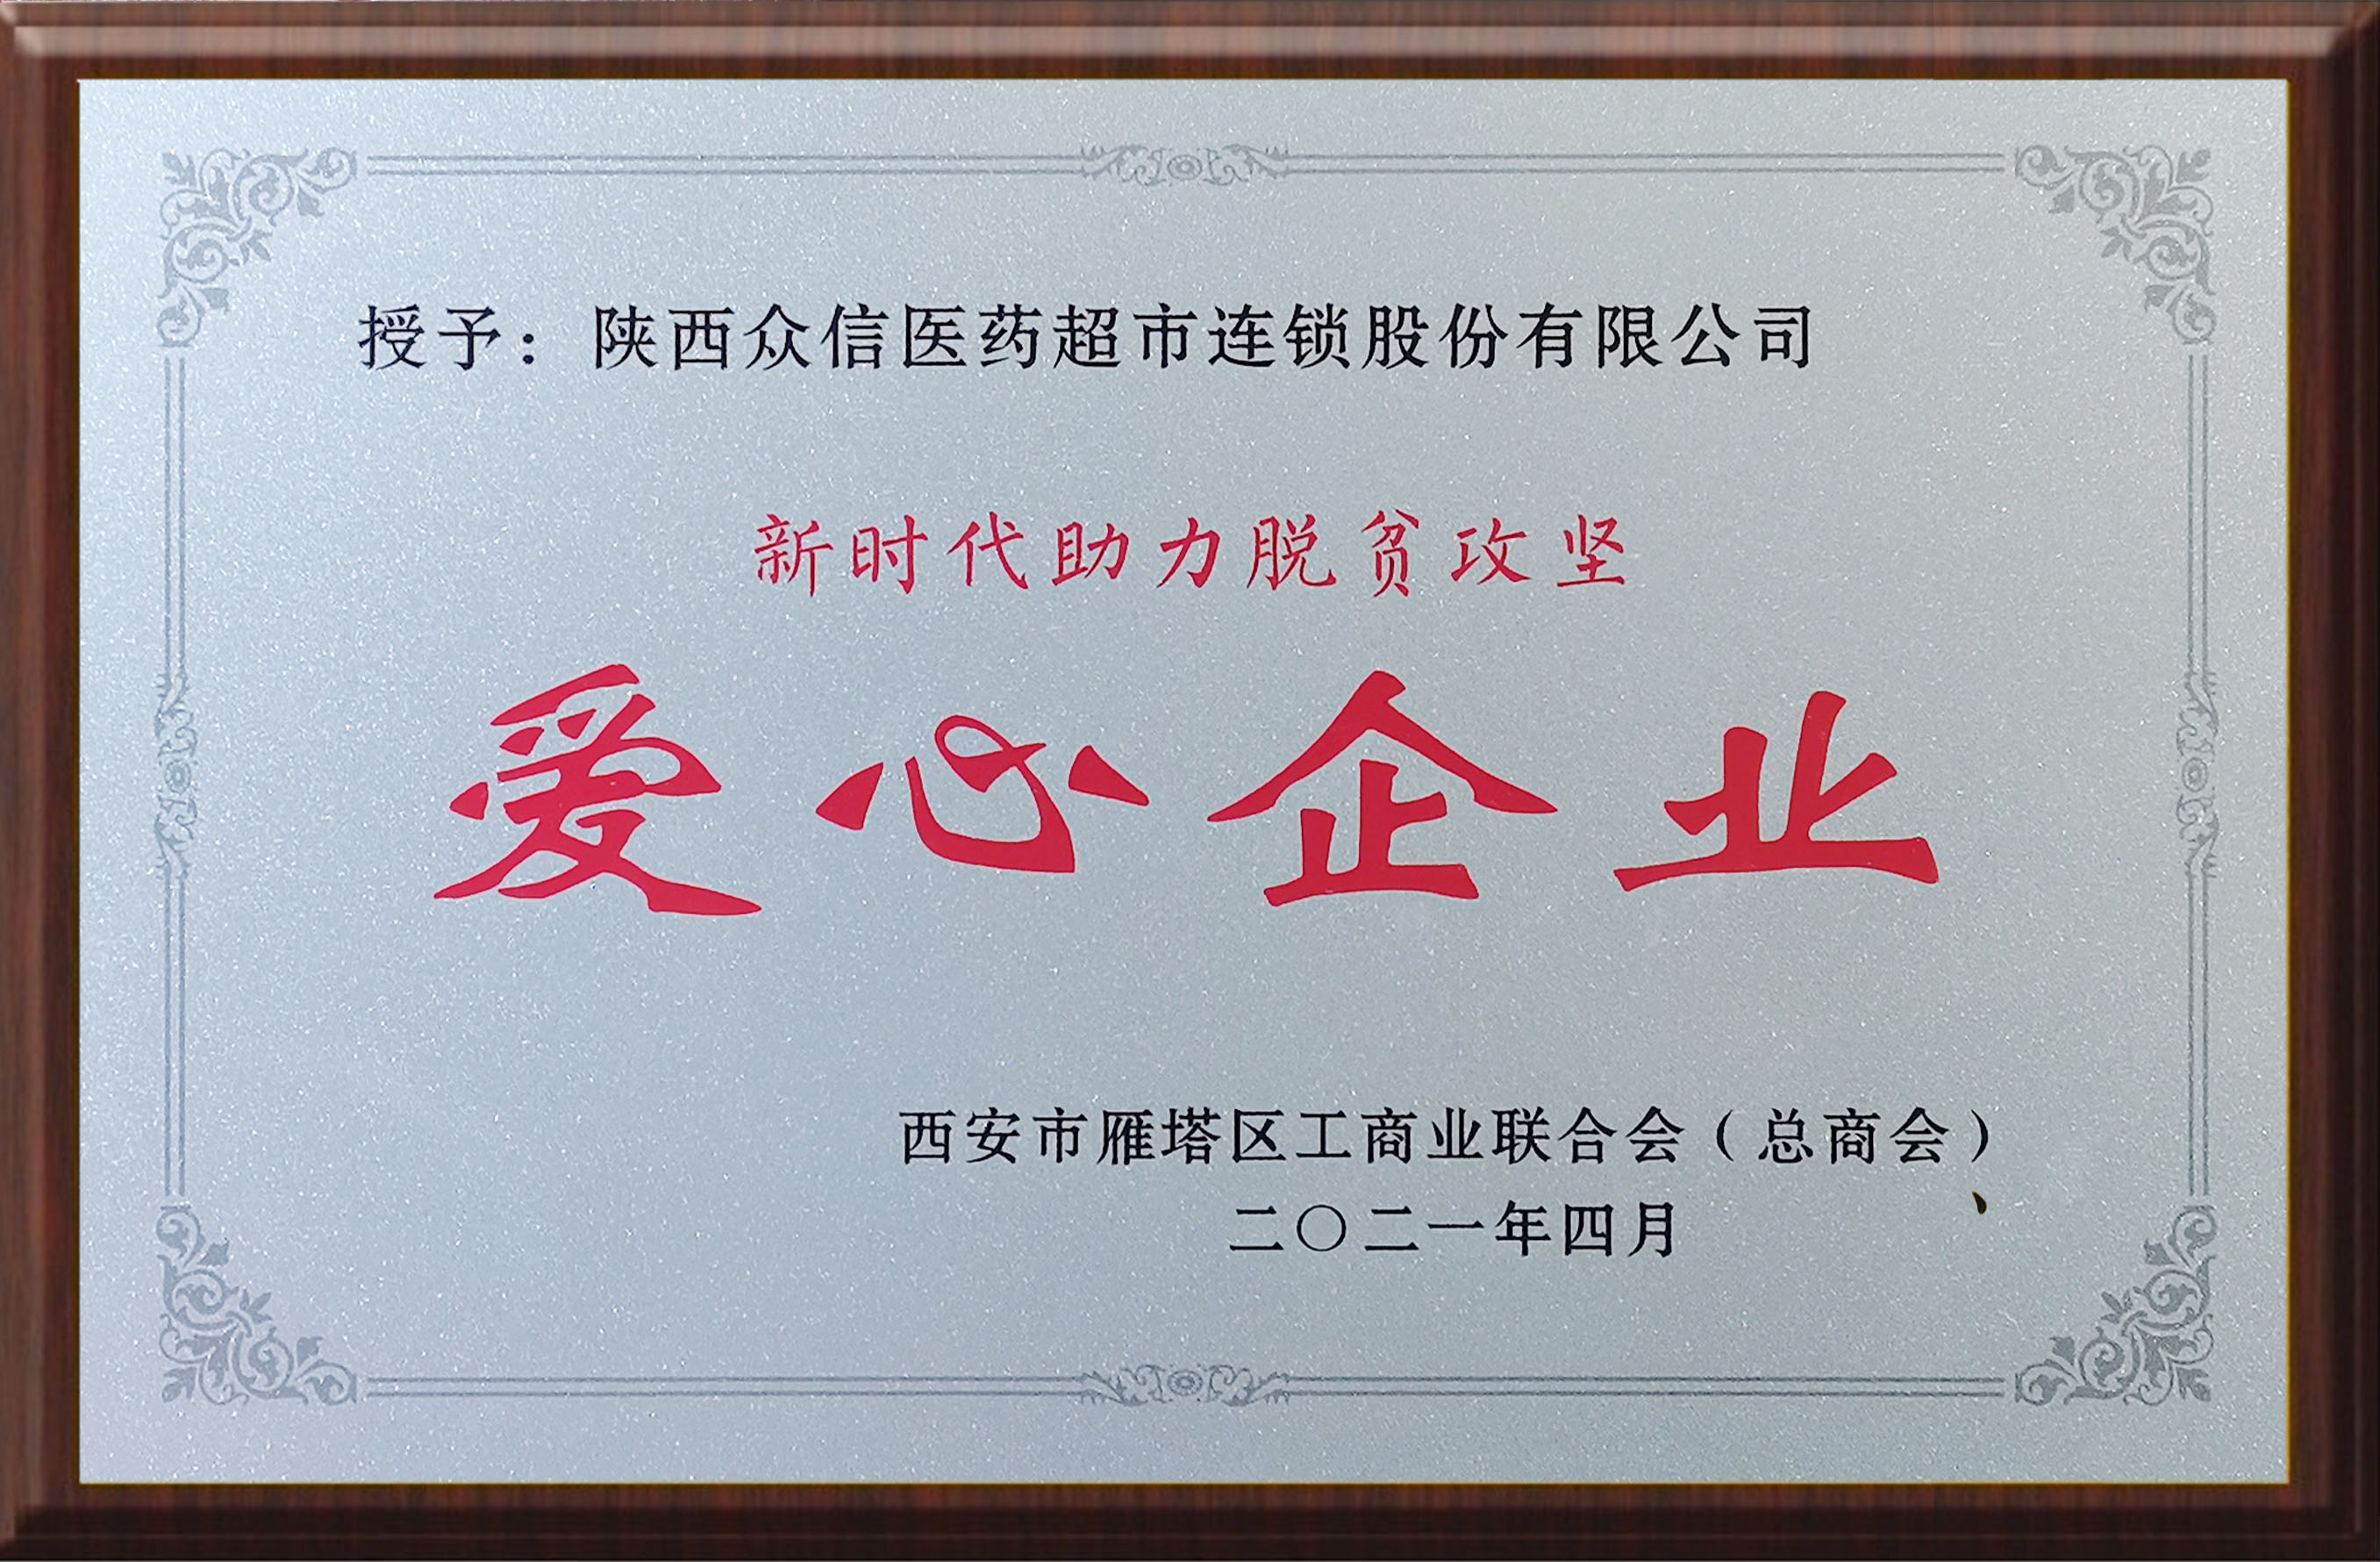 授予：陕西众信医药超市连锁股份有限公司
新时代助力脱贫攻坚
爱心企业
西安市雁塔区工商业联合会（总商会）
二〇二一年四月